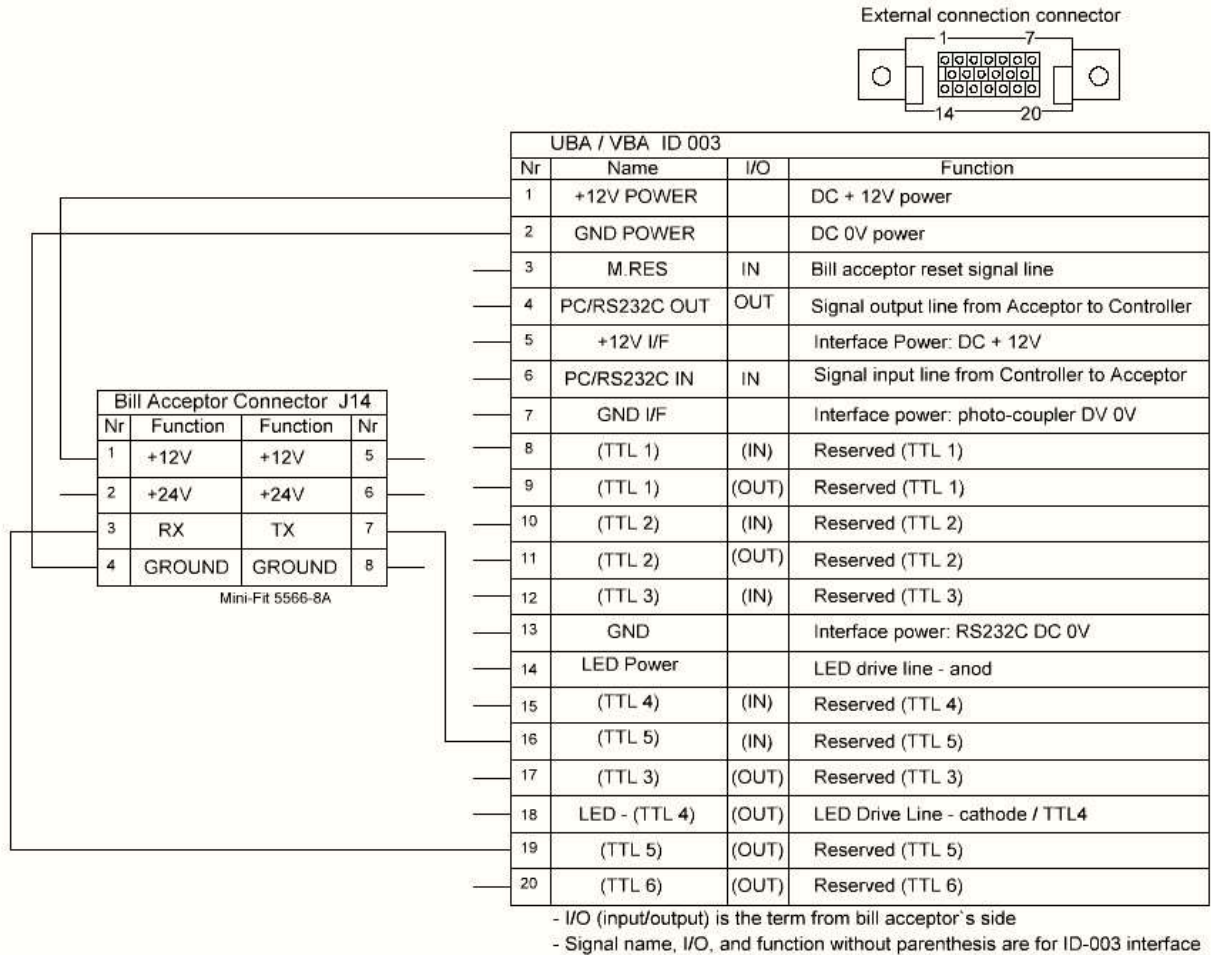 External connection connector
1 7
14 20
UBA / VBA ID 003
Nr Name I/O Function
1 +12V POWER DC + 12V power
2 GND POWER DC 0V power
3 M.RES IN Bill acceptor reset signal line
4 PC/RS232C OUT OUT Signal output line from Acceptor to Controller
5 +12V I/F Interface Power: DC + 12V
6 PC/RS232C IN IN Signal input line from Controller to Acceptor
7 GND I/F Interface power: photo-coupler DV 0V
8 (TTL 1) (IN) Reserved (TTL 1)
9 (TTL 1) (OUT) Reserved (TTL 1)
10 (TTL 2) (IN) Reserved (TTL 2)
11 (TTL 2) (OUT) Reserved (TTL 2)
12 (TTL 3) (IN) Reserved (TTL 3)
13 GND Interface power: RS232C DC 0V
14 LED Power LED drive line - anod
15 (TTL 4) (IN) Reserved (TTL 4)
16 (TTL 5) (IN) Reserved (TTL 5)
17 (TTL 3) (OUT) Reserved (TTL 3)
18 LED - (TTL 4) (OUT) LED Drive Line - cathode / TTL4
19 (TTL 5) (OUT) Reserved (TTL 5)
20 (TTL 6) (OUT) Reserved (TTL 6)
- I/O (input/output) is the term from bill acceptor`s side
- Signal name, I/O, and function without parenthesis are for ID-003 interface
Bill Acceptor Connector J14
Nr Function Function Nr
1 +12V +12V 5
2 +24V +24V 6
3 RX TX 7
4 GROUND GROUND 8
Mini-Fit 5566-8A